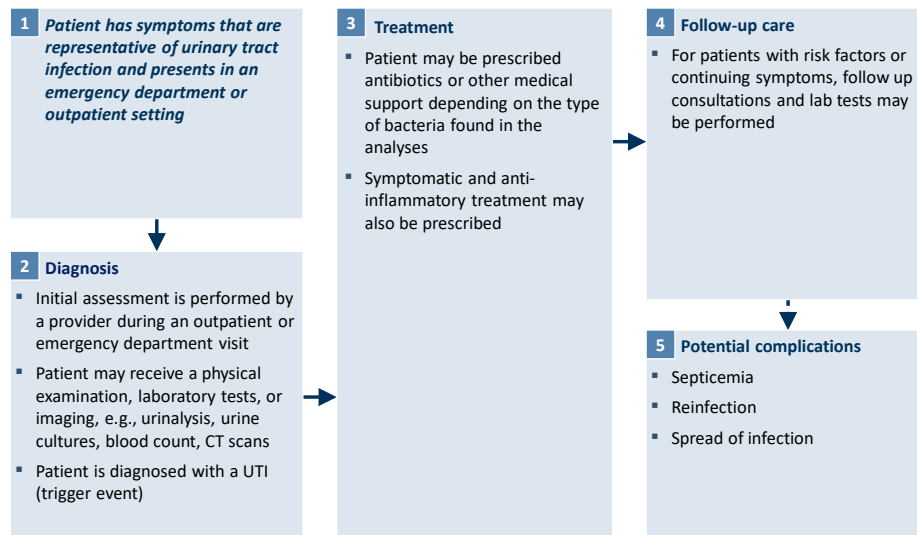 1 Patient has symptoms that are
representative of urinary tract
infection and presents in an
emergency department or
outpatient setting
2 Diagnosis
▪ Initial assessment is performed by
a provider during an outpatient or
emergency department visit
▪ Patient may receive a physical
examination, laboratory tests, or
imaging, e.g., urinalysis, urine
cultures, blood count, CT scans
▪ Patient is diagnosed with a UTI
(trigger event)
3 Treatment
▪ Patient may be prescribed
antibiotics or other medical
support depending on the type
of bacteria found in the
analyses
▪ Symptomatic and anti-
inflammatory treatment may
also be prescribed
4 Follow-up care
▪ For patients with risk factors or
continuing symptoms, follow up
consultations and lab tests may
be performed
5 Potential complications
▪ Septicemia
▪ Reinfection
▪ Spread of infection